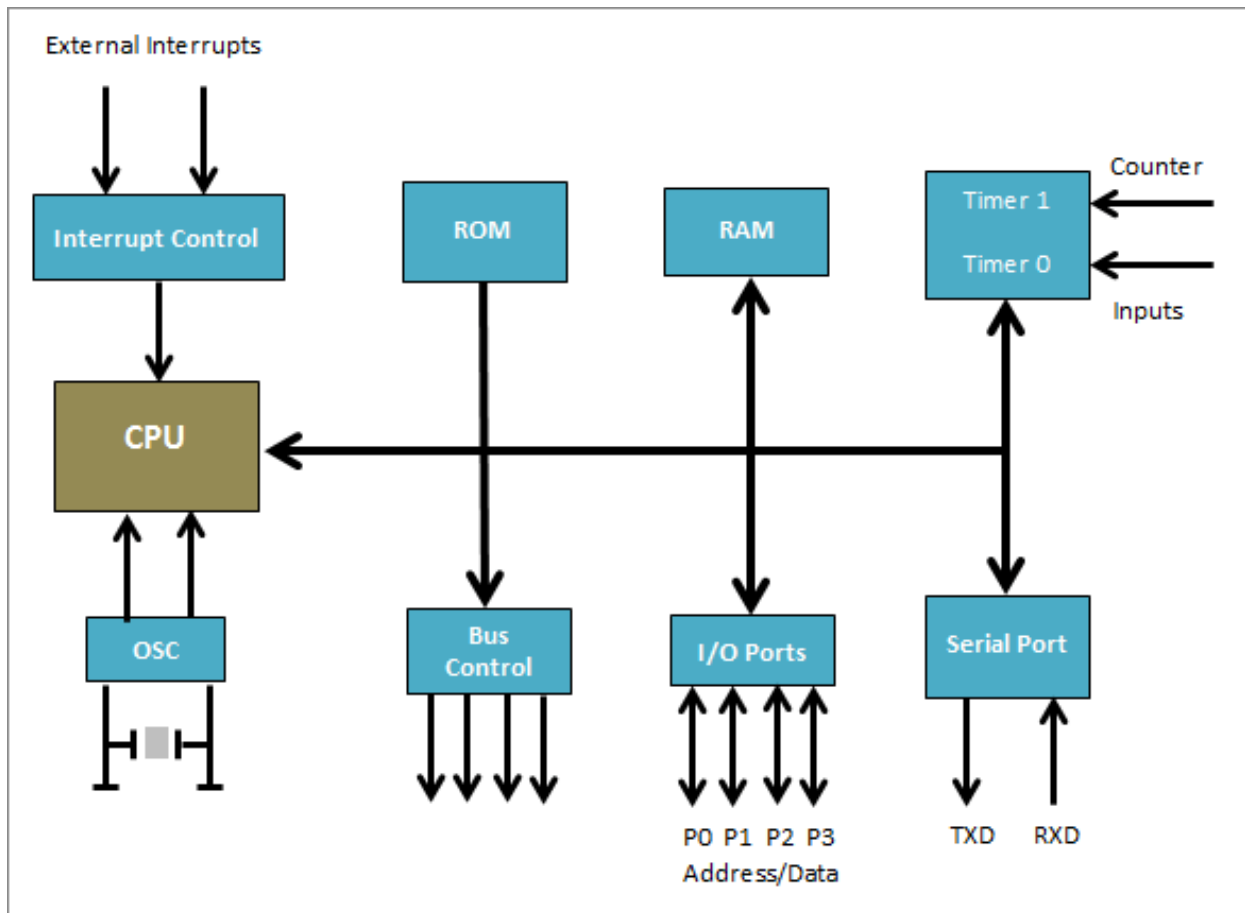 External Interrupts
Counter
Interrupt Control
ROM
RAM
Timer 1
Timer 0
Inputs
CPU
OSC
Bus
Control
I/O Ports
Serial Port
P0 P1 P2 P3
Address/Data
TXD RXD